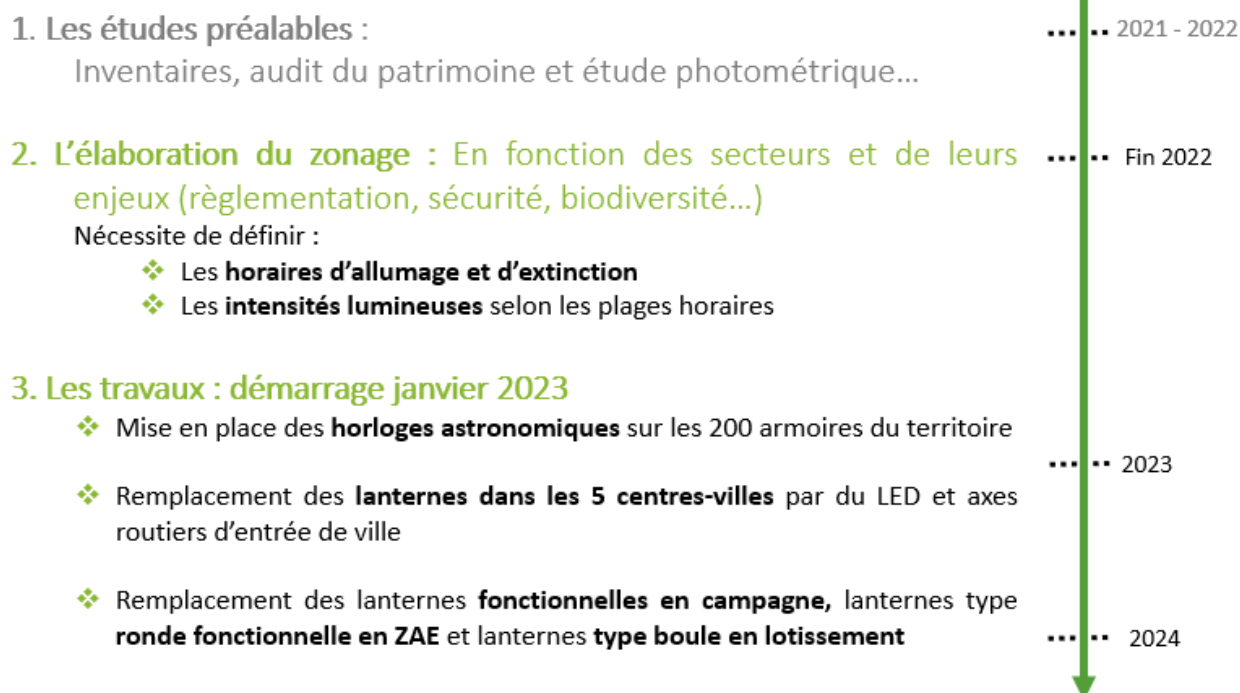 1. Les études préalables :
2021 - 2022
Inventaires, audit du patrimoine et étude photométrique...
2. L'élaboration du zonage : En fonction des secteurs et de leurs
Fin 2022
enjeux (règlementation, sécurité, biodiversité...)
Nécessite de définir :
❖ Les horaires d'allumage et d'extinction
❖ Les intensités lumineuses selon les plages horaires
3. Les travaux : démarrage janvier 2023
❖ Mise en place des horloges astronomiques sur les 200 armoires du territoire
2023
❖ Remplacement des lanternes dans les 5 centres-villes par du LED et axes
routiers d'entrée de ville
❖ Remplacement des lanternes fonctionnelles en campagne, lanternes type
ronde fonctionnelle en ZAE et lanternes type boule en lotissement
2024